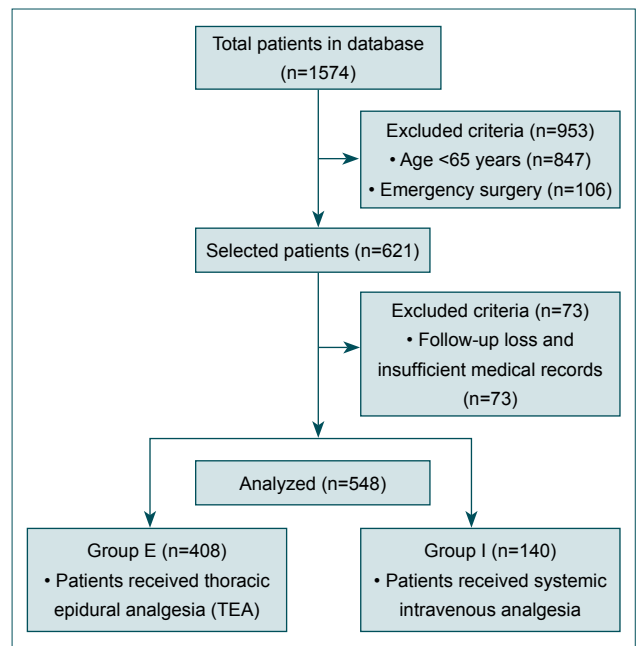 Total patients in database
(n=1574)
Excluded criteria (n=953)
• Age <65 years (n=847)
• Emergency surgery (n=106)
Selected patients (n=621)
Excluded criteria (n=73)
• Follow-up loss and
insufficient medical records
(n=73)
Analyzed (n=548)
Group E (n=408)
• Patients received thoracic
epidural analgesia (TEA)
Group I (n=140)
• Patients received systemic
intravenous analgesia